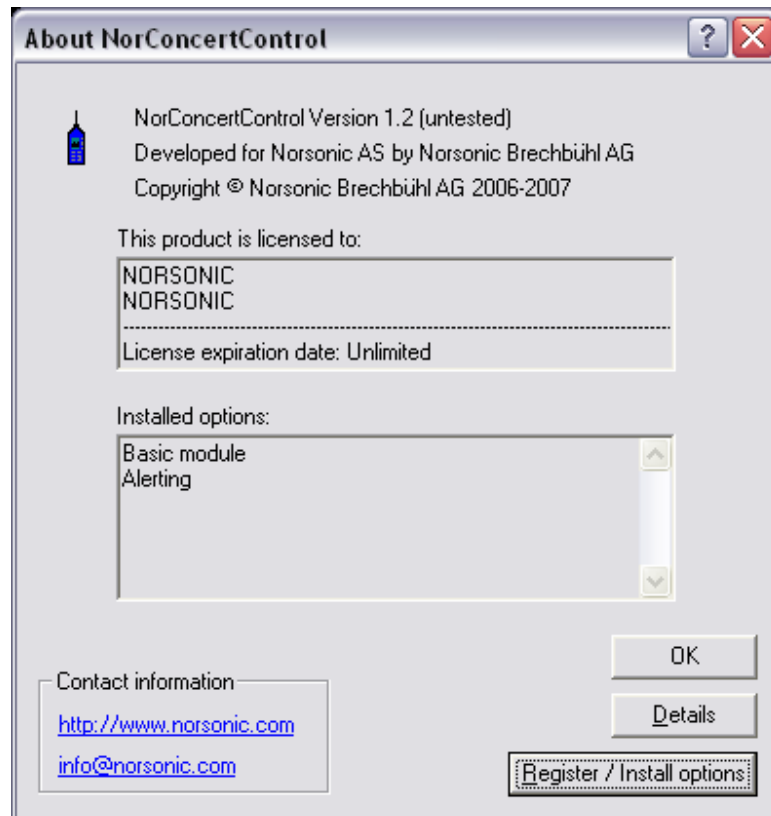 About NorConcertControl
NorConcertControl Version 1.2 (untested)
Developed for Norsonic AS by Norsonic Brechbühl AG
Copyright © Norsonic Brechbühl AG 2006-2007
This product is licensed to:
NORSONIC
NORSONIC
License expiration date: Unlimited
Installed options:
Basic module
Alerting
OK
Contact information
Details
http://www.norsonic.com
info@norsonic.com
Register / Install options